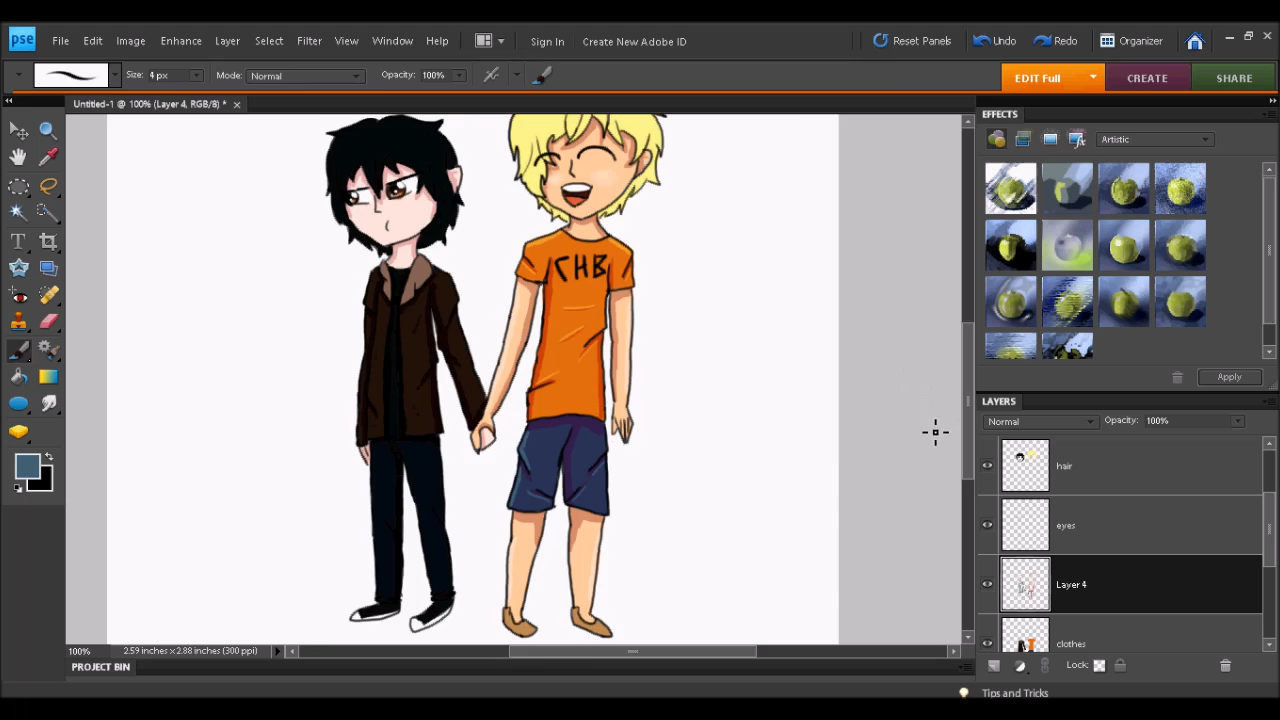 pse File Edit Image Enhance Layer Select Filter View Window Help Sign In Create New Adobe ID Reset Panels Undo Redo Organizer
Size: 4 px Mode: Normal Opacity: 100% EDIT Full CREATE SHARE
Untitled-1 @ 100% (Layer 4, RGB/8) *
EFFECTS
Artistic
CHB
Apply
LAYERS
Normal Opacity: 100%
hair
eyes
Layer 4
clothes
100% 2.59 inches x 2.88 inches (300 ppi)
Lock:
PROJECT BIN
Tips and Tricks